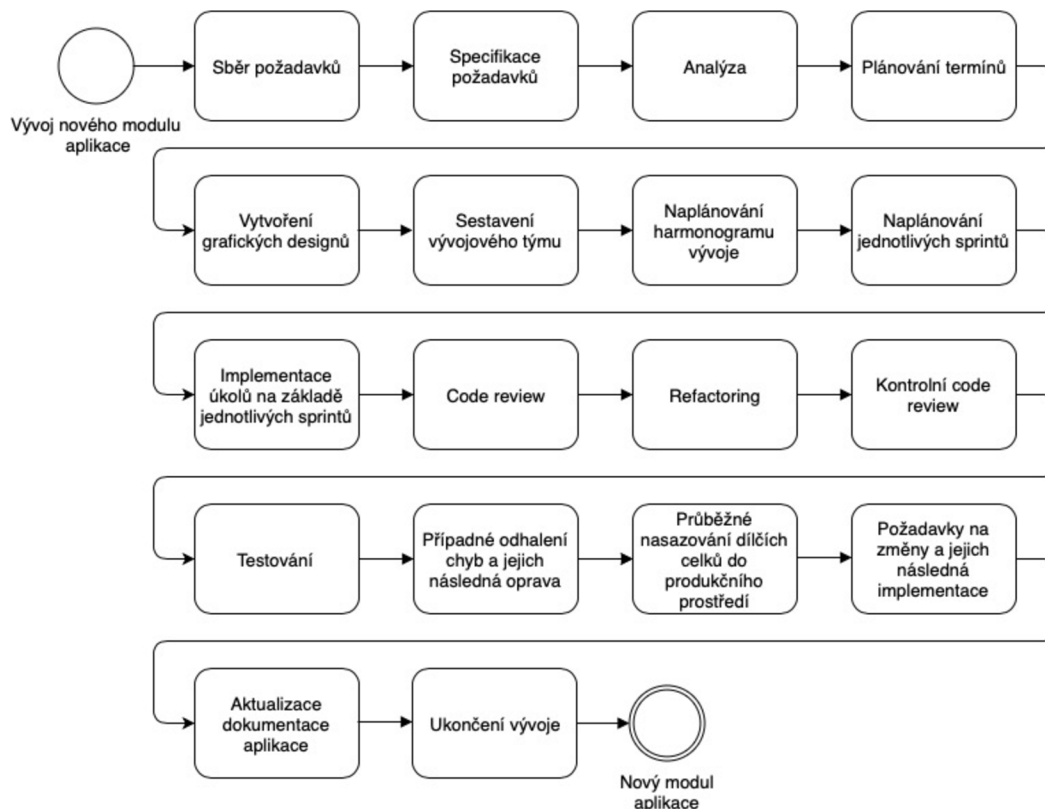 Sběr požadavků
Specifikace
požadavků
Analýza
Plánování termínů
Vývoj nového modulu
aplikace
Vytvoření
grafických designů
Sestavení
vývojového týmu
Naplánování
harmonogramu
vývoje
Naplánování
jednotlivých sprintů
Implementace
úkolů na základě
jednotlivých sprintů
Code review
Refactoring
Kontrolní code
review
Testování
Případné odhalení
chyb a jejich
následná oprava
Průběžné
nasazování dílčích
celků do
produkčního
prostředí
Požadavky na
změny a jejich
následná
implementace
Aktualizace
dokumentace
aplikace
Ukončení vývoje
Nový modul
aplikace